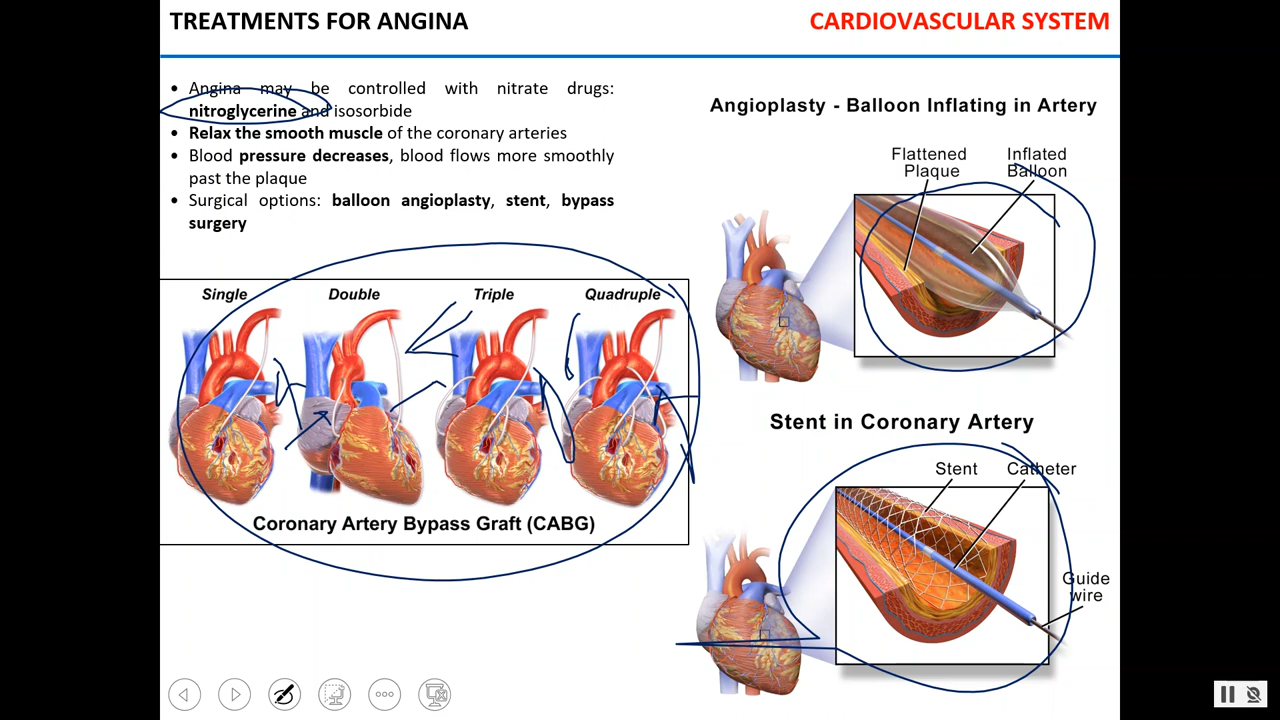 TREATMENTS FOR ANGINA
CARDIOVASCULAR SYSTEM
• Angina may be controlled with nitrate drugs:
nitroglycerine and isosorbide
• Relax the smooth muscle of the coronary arteries
• Blood pressure decreases, blood flows more smoothly
past the plaque
• Surgical options: balloon angioplasty, stent, bypass
surgery
Single Double Triple Quadruple
Coronary Artery Bypass Graft (CABG)
Angioplasty - Balloon Inflating in Artery
Flattened
Plaque
Inflated
Balloon
Stent in Coronary Artery
Stent
Catheter
Guide
wire